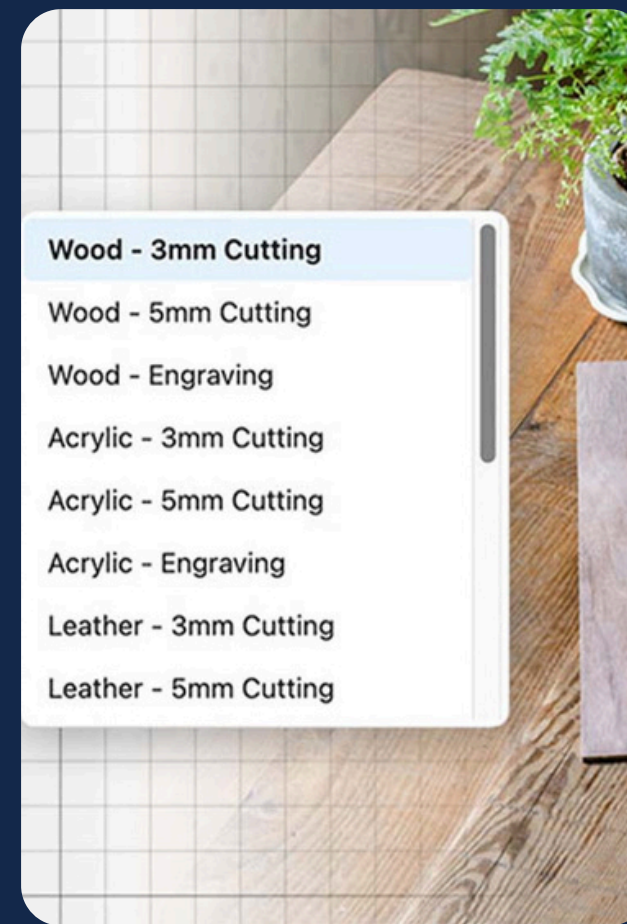 Wood - 3mm Cutting
Wood - 5mm Cutting
Wood - Engraving
Acrylic - 3mm Cutting
Acrylic - 5mm Cutting
Acrylic - Engraving
Leather - 3mm Cutting
Leather - 5mm Cutting